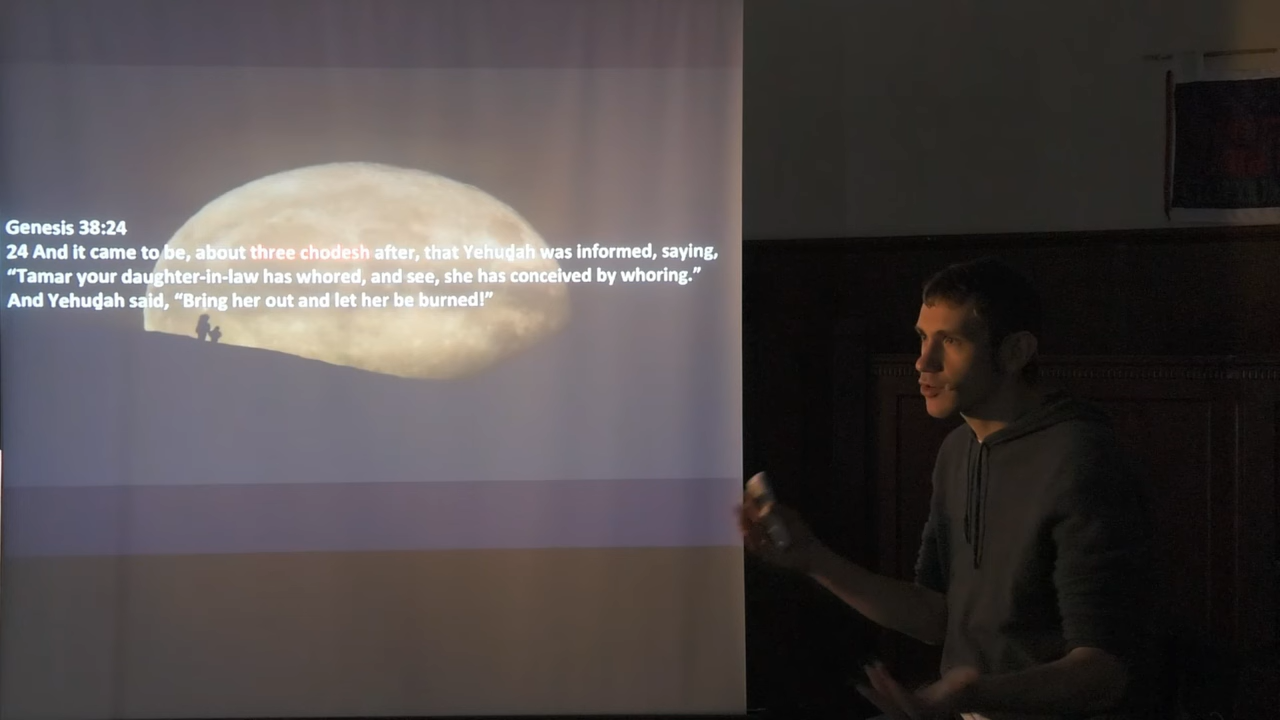 Genesis 38:24
24 And it came to be, about three chodesh after, that Yehuḏah was informed, saying,
“Tamar your daughter-in-law has whored, and see, she has conceived by whoring.”
And Yehuḏah said, “Bring her out and let her be burned!”